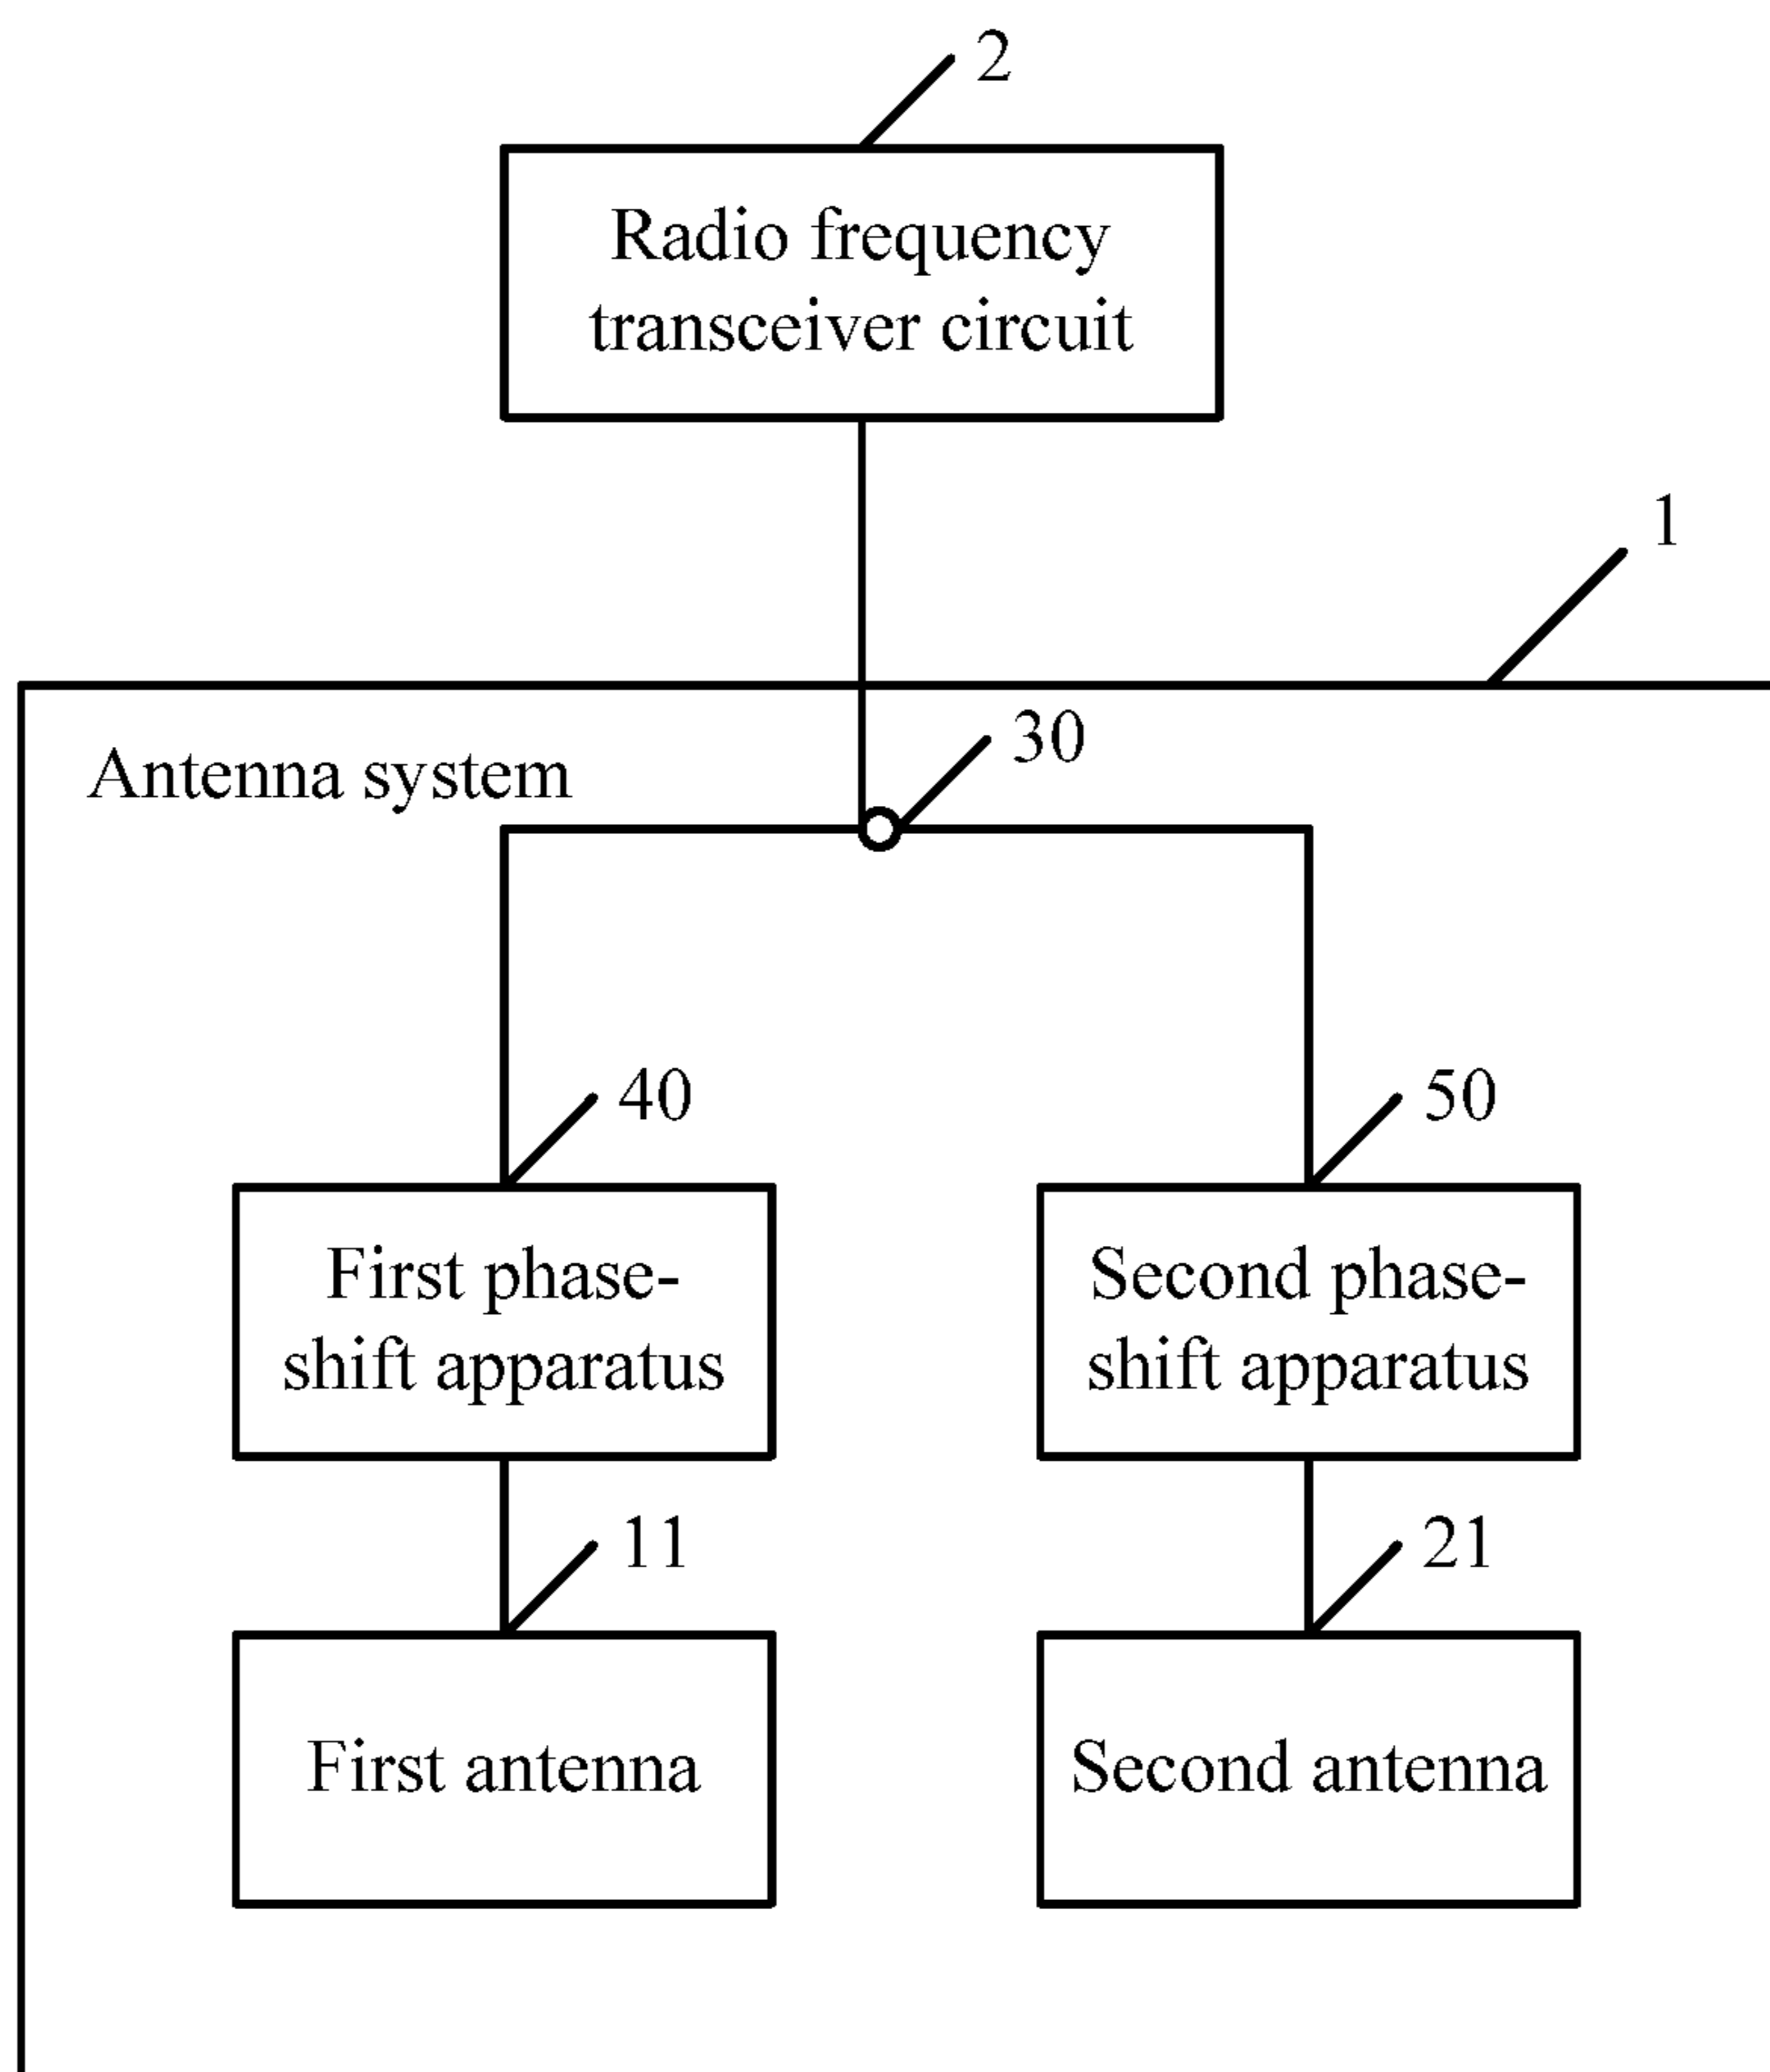 2
Radio frequency
transceiver circuit
1
Antenna system
30
40
50
First phase-
shift apparatus
Second phase-
shift apparatus
11
21
First antenna
Second antenna